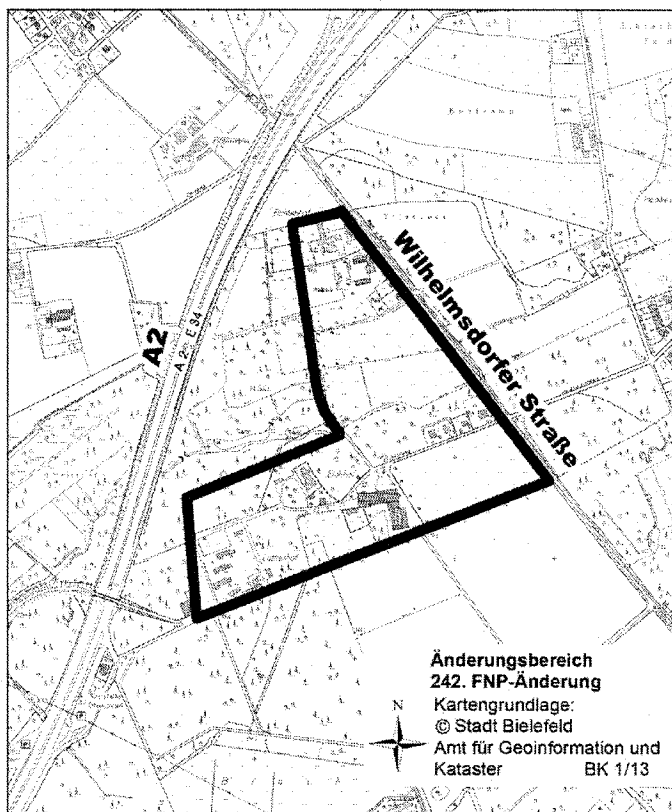 A2
A 2 - E 34
Wilhelmsdorfer Straße
Änderungsbereich
242. FNP-Änderung
Kartengrundlage:
© Stadt Bielefeld
Amt für Geoinformation und
Kataster BK 1/13
N